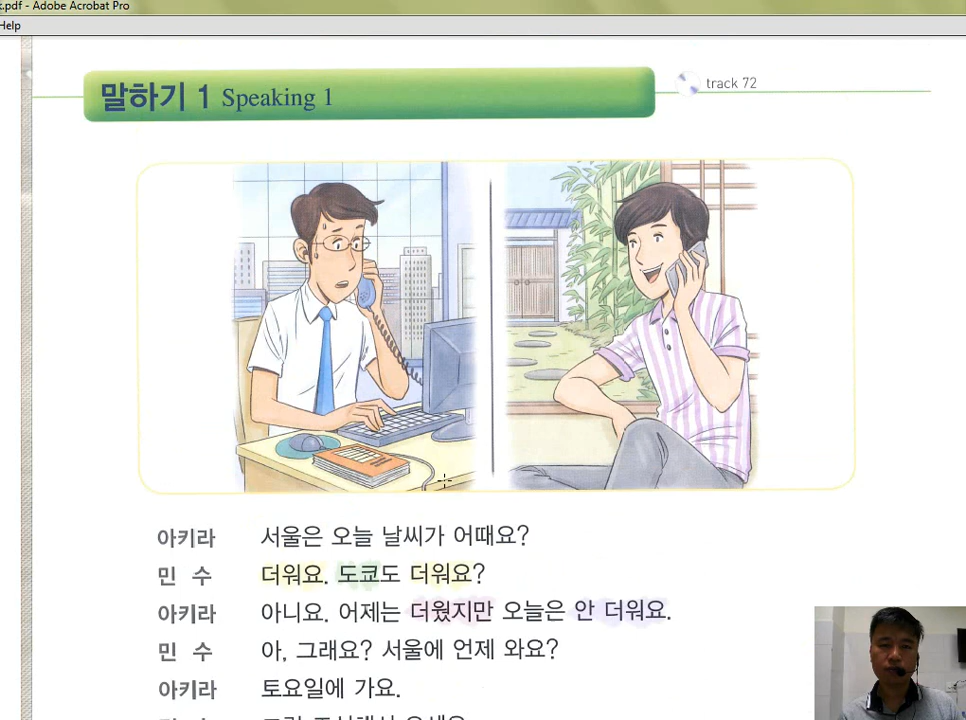 k.pdf - Adobe Acrobat Pro
Help
말하기 1 Speaking 1
track 72
아키라 서울은 오늘 날씨가 어때요?
민 수 더워요. 도쿄도 더워요?
아키라 아니요. 어제는 더웠지만 오늘은 안 더워요.
민 수 아, 그래요? 서울에 언제 와요?
아키라 토요일에 가요.